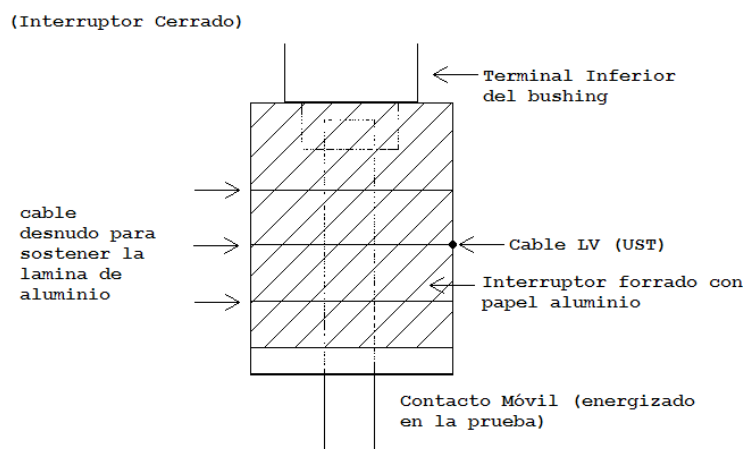 (Interruptor Cerrado)
Terminal Inferior
del bushing
cable
desnudo para
sostener la
lamina de
aluminio
Cable LV (UST)
Interruptor forrado con
papel aluminio
Contacto Móvil (energizado
en la prueba)